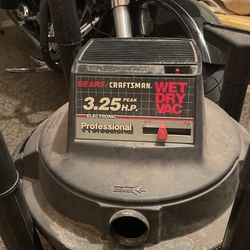 SEARS/CRAFTSMAN
3.25 PEAK H.P.
ELECTRONIC
Professional
WET
DRY
VAC